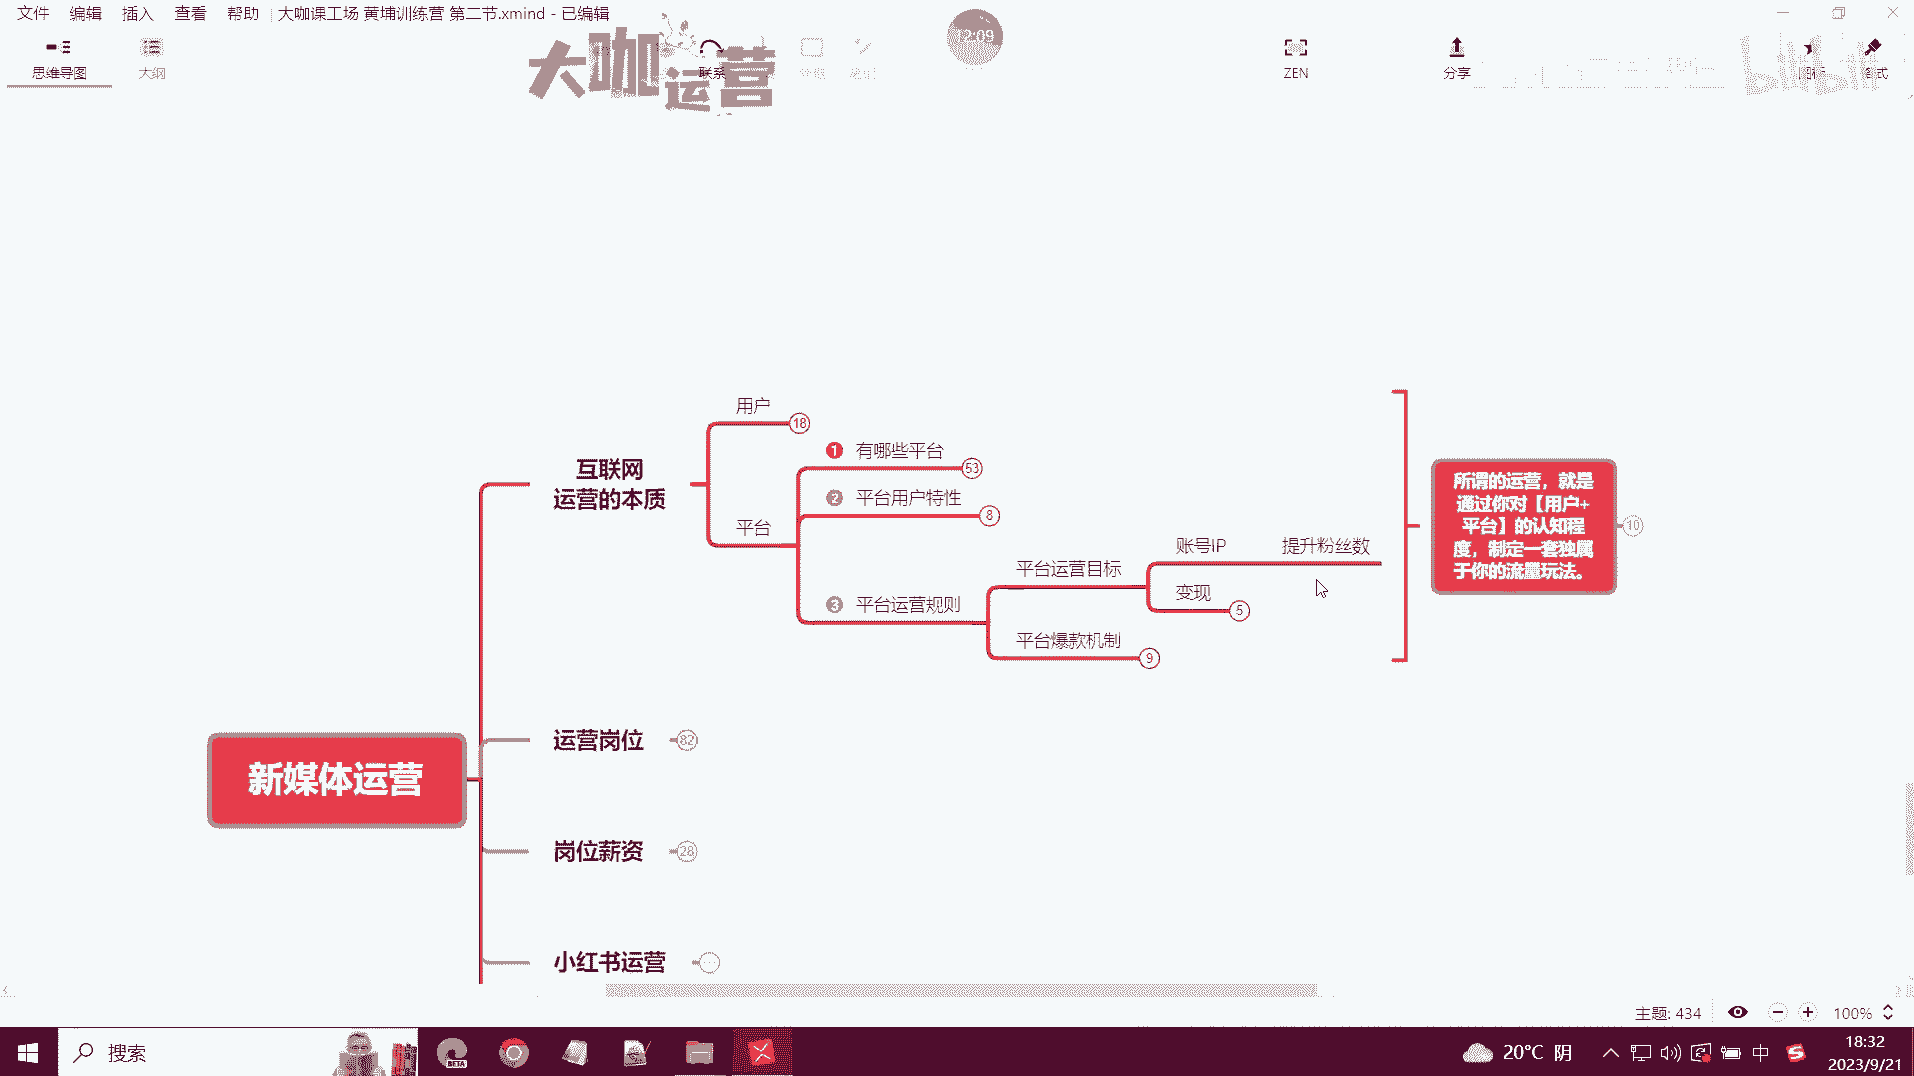 文件 编辑 插入 查看 帮助 大咖课工场 黄埔训练营 第二节.xmind - 已编辑
思维导图
大纲
大咖运营
联系
12:09
ZEN
分享
bilibili
用户
18
1 有哪些平台
53
互联网
运营的本质
2 平台用户特性
8
平台
账号IP
提升粉丝数
平台运营目标
变现
5
3 平台运营规则
平台爆款机制
9
所谓的运营，就是
通过你对【用户+
平台】的认知程
度，制定一套独属
于你的流量玩法。
10
运营岗位
82
新媒体运营
岗位薪资
28
小红书运营
主题: 434
100%
搜索
BETA
20°C 阴
中
18:32
2023/9/21